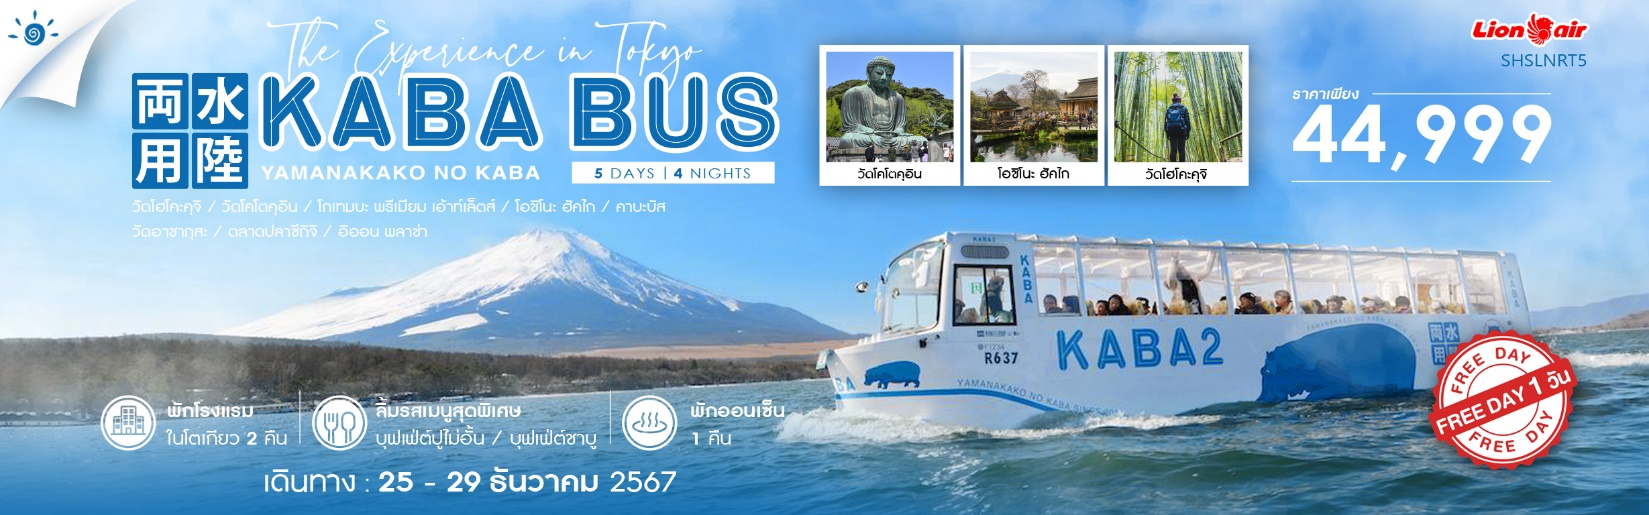 The Experience in Tokyo
Lion air
SHSLNRT5
両水
用陸
KABA BUS
YAMANAKAKO NO KABA
5 DAYS | 4 NIGHTS
วัดโฮโคะคุจิ / วัดโคโตคุอิน / โกเทมบะ พรีเมียม เอ้าท์เล็ตส์ / โอชิโนะ ฮัคไก / คาบะบัส
วัดอาซากุสะ / ตลาดปลาซึกิจิ / อิออน พลาซ่า
วัดโคโตคุอิน
โอชิโนะ ฮัคไก
วัดโฮโคะคุจิ
ราคาเพียง
44,999
KABA2
KABA
R637
KABA2
BA
YAMANAKAKO NO KABA SINCE
両水
用
FREE DAY
FREE DAY 1 วัน
FREE DAY
พักโรงแรม
ในโตเกียว 2 คืน
ลิ้มรสเมนูสุดพิเศษ
บุฟเฟ่ต์ปูไม่อั้น / บุฟเฟ่ต์ชาบู
พักออนเซ็น
1 คืน
เดินทาง : 25 - 29 ธันวาคม 2567